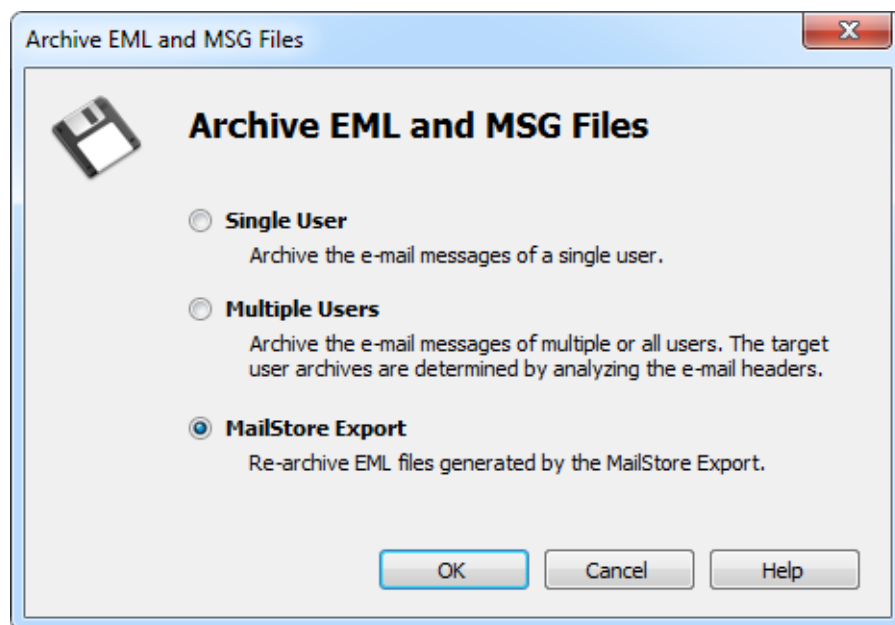 Archive EML and MSG Files
Archive EML and MSG Files
Single User
Archive the e-mail messages of a single user.
Multiple Users
Archive the e-mail messages of multiple or all users. The target
user archives are determined by analyzing the e-mail headers.
MailStore Export
Re-archive EML files generated by the MailStore Export.
OK Cancel Help